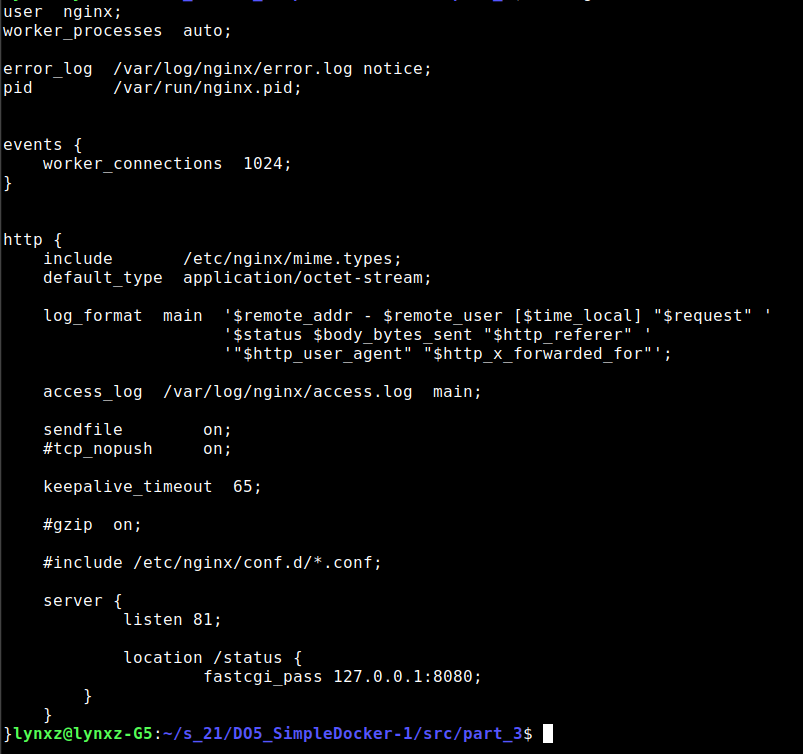 user  nginx;
worker_processes  auto;

error_log  /var/log/nginx/error.log notice;
pid        /var/run/nginx.pid;


events {
    worker_connections  1024;
}


http {
    include       /etc/nginx/mime.types;
    default_type  application/octet-stream;

    log_format  main  '$remote_addr - $remote_user [$time_local] "$request" '
                      '$status $body_bytes_sent "$http_referer" '
                      '"$http_user_agent" "$http_x_forwarded_for"';

    access_log  /var/log/nginx/access.log  main;

    sendfile        on;
    #tcp_nopush     on;

    keepalive_timeout  65;

    #gzip  on;

    #include /etc/nginx/conf.d/*.conf;

    server {
            listen 81;

            location /status {
                    fastcgi_pass 127.0.0.1:8080;
        }
    }
}lynxz@lynxz-G5:~/s_21/DO5_SimpleDocker-1/src/part_3$